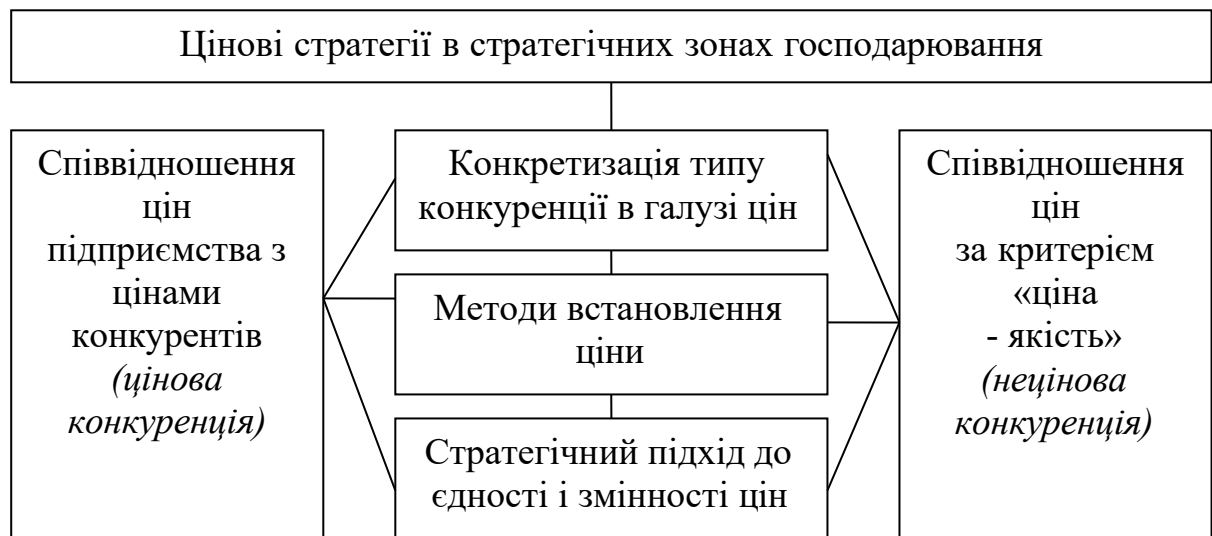 Цінові стратегії в стратегічних зонах господарювання
Співвідношення
цін
підприємства з
цінами
конкурентів
(цінова
конкуренція)
Конкретизація типу
конкуренції в галузі цін
Методи встановлення
ціни
Стратегічний підхід до
єдності і змінності цін
Співвідношення
цін
за критерієм
«ціна
- якість»
(нецінова
конкуренція)